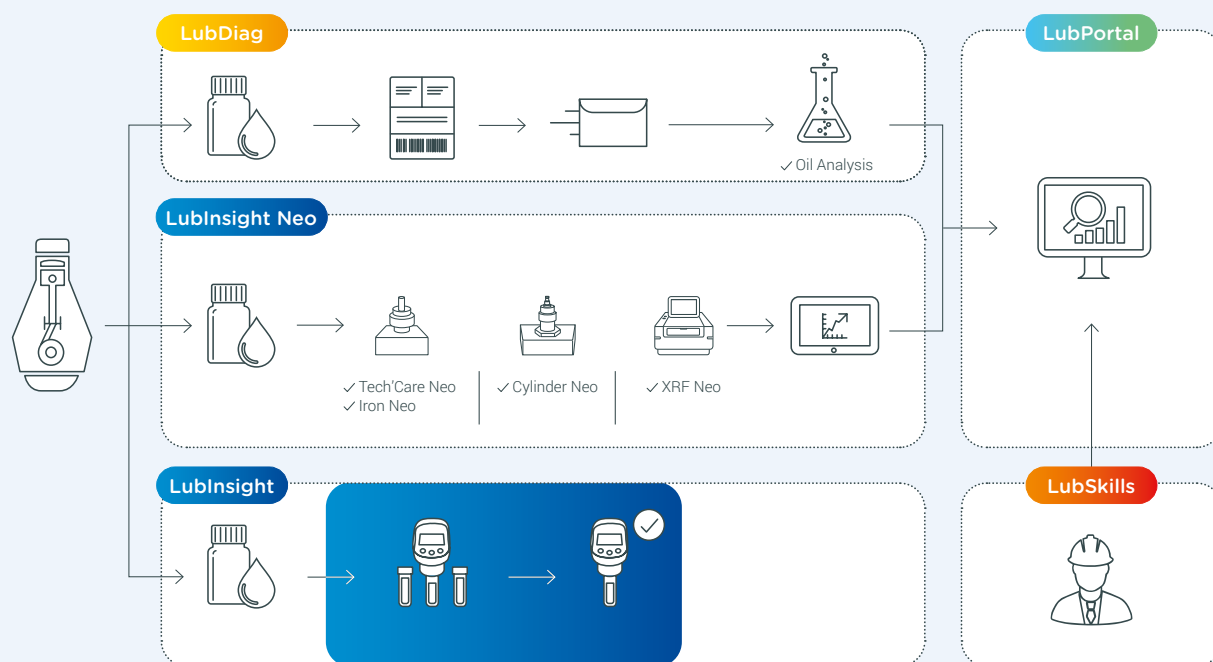 LubDiag
LubPortal
✓ Oil Analysis
LubInsight Neo
✓ Tech'Care Neo
✓ Iron Neo
✓ Cylinder Neo
✓ XRF Neo
LubInsight
LubSkills